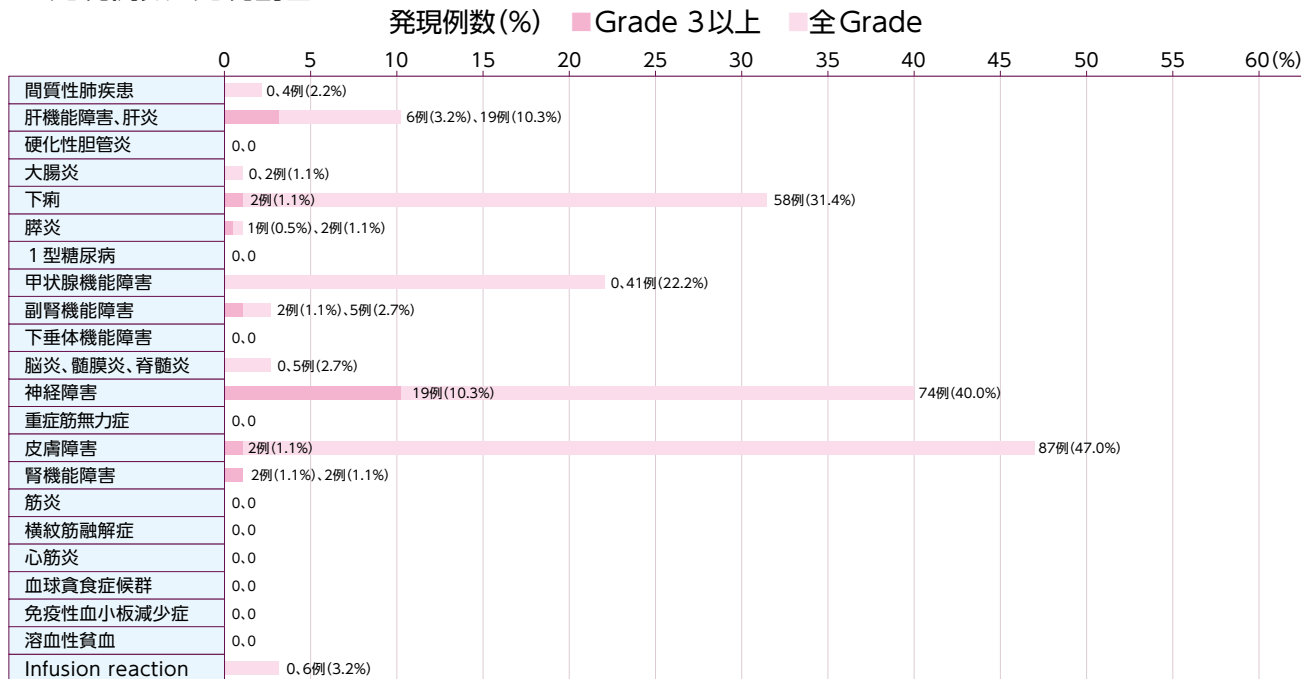 発現例数(%) Grade 3以上 全Grade
0 5 10 15 20 25 30 35 40 45 50 55 60(%)
間質性肺疾患 0、4例(2.2%)
肝機能障害、肝炎 6例(3.2%)、19例(10.3%)
硬化性胆管炎 0、0
大腸炎 0、2例(1.1%)
下痢 2例(1.1%) 58例(31.4%)
膵炎 1例(0.5%)、2例(1.1%)
1型糖尿病 0、0
甲状腺機能障害 0、41例(22.2%)
副腎機能障害 2例(1.1%)、5例(2.7%)
下垂体機能障害 0、0
脳炎、髄膜炎、脊髄炎 0、5例(2.7%)
神経障害 19例(10.3%) 74例(40.0%)
重症筋無力症 0、0
皮膚障害 2例(1.1%) 87例(47.0%)
腎機能障害 2例(1.1%)、2例(1.1%)
筋炎 0、0
横紋筋融解症 0、0
心筋炎 0、0
血球貪食症候群 0、0
免疫性血小板減少症 0、0
溶血性貧血 0、0
Infusion reaction 0、6例(3.2%)